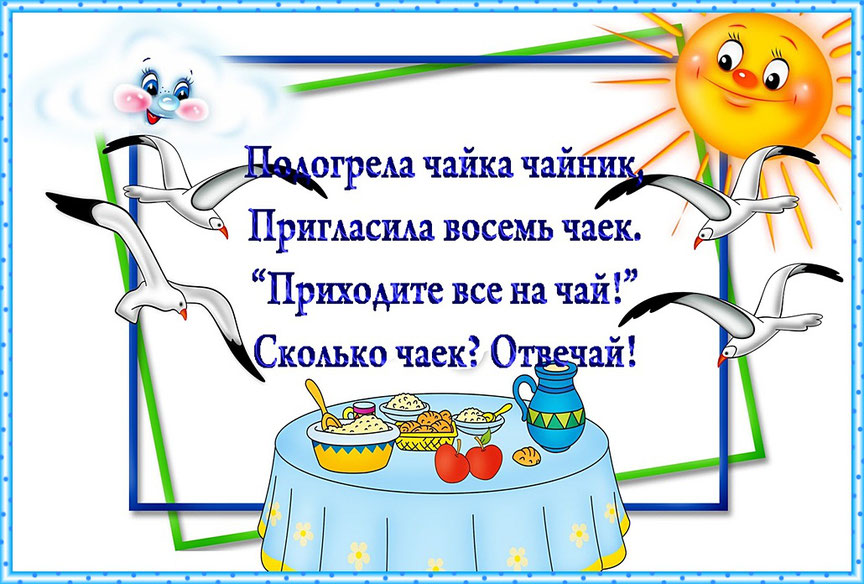 Подогрела чайка чайник,
Пригласила восемь чаек.
“Приходите все на чай!”
Сколько чаек? Отвечай!